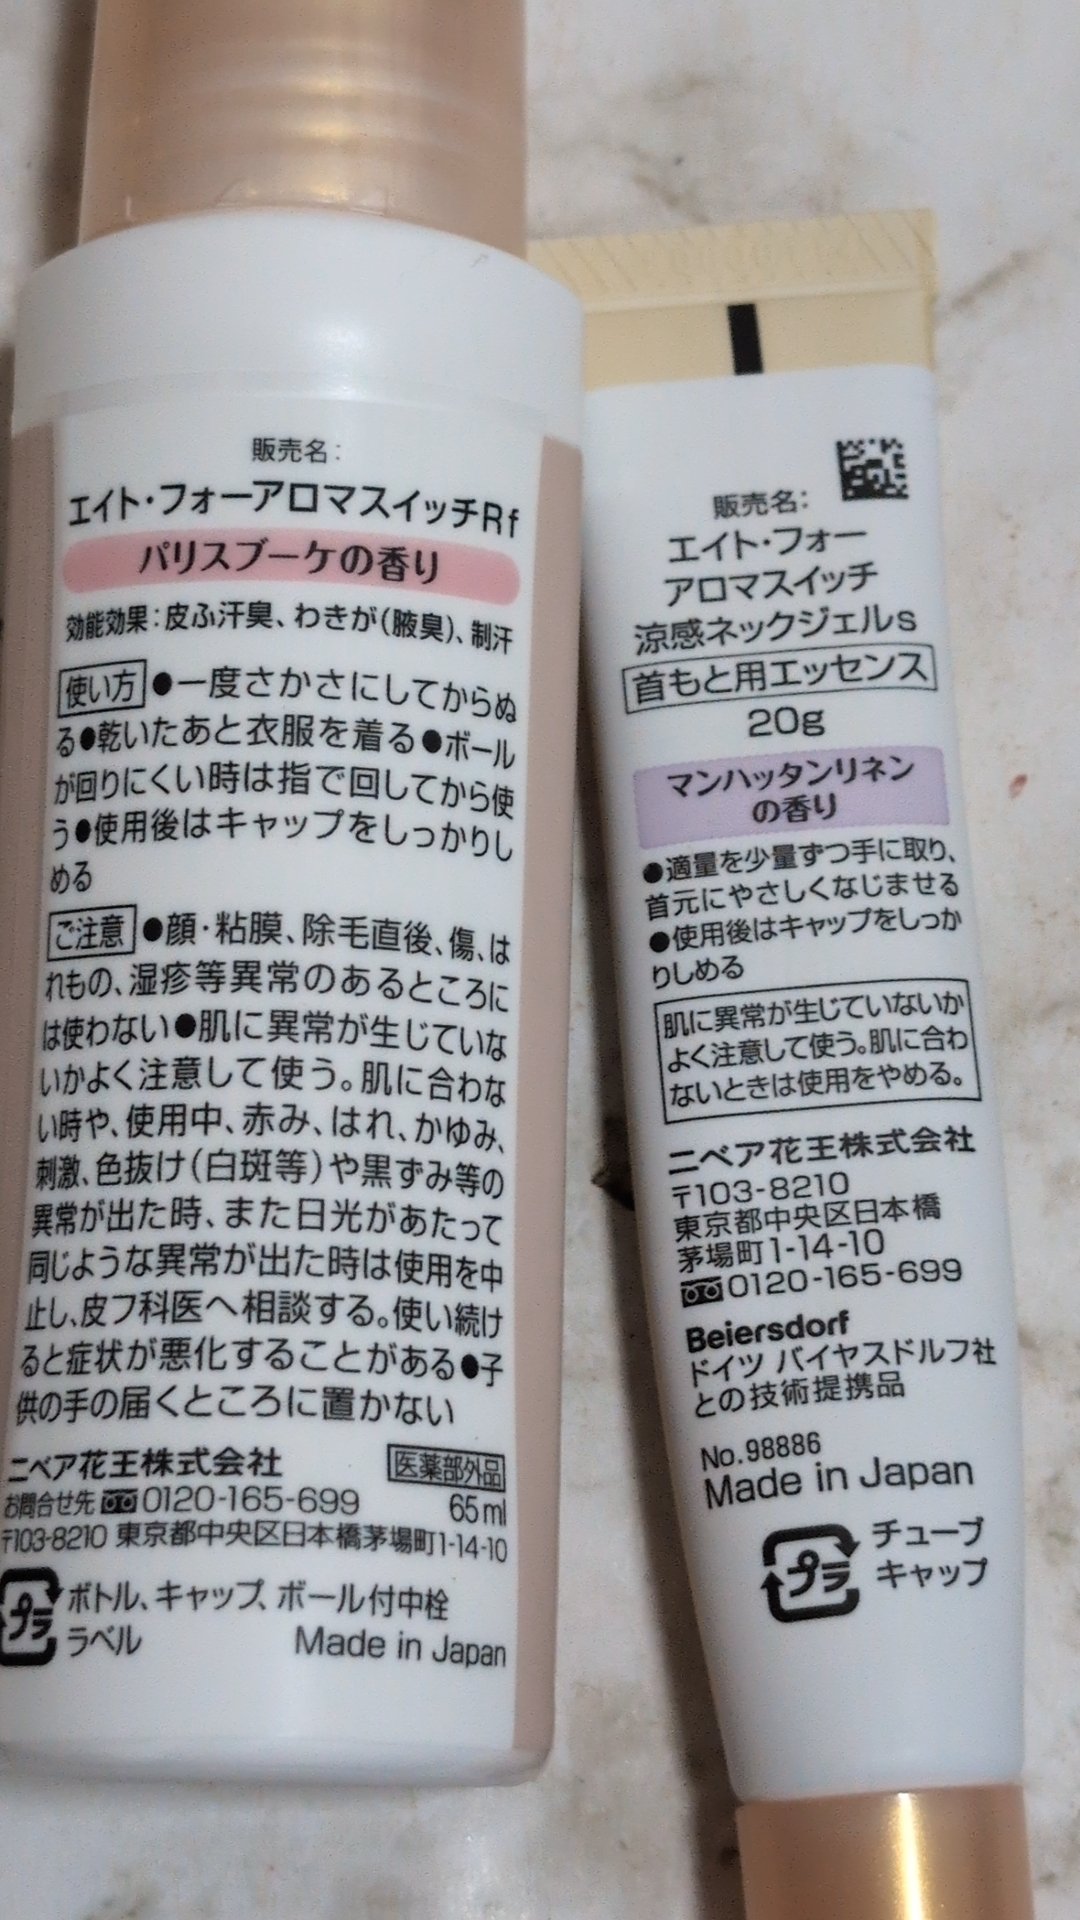 販売名:
エイト・フォーアロマスイッチRf
パリスブーケの香り
効能効果:皮ふ汗臭、わきが(腋臭)、制汗
使い方 ●一度さかさにしてからぬ
る●乾いたあと衣服を着る●ボール
が回りにくい時は指で回してから使
う●使用後はキャップをしっかりし
める
ご注意 ●顔・粘膜、除毛直後、傷、は
れもの、湿疹等異常のあるところに
は使わない●肌に異常が生じていな
いかよく注意して使う。肌に合わな
い時や、使用中、赤み、はれ、かゆみ、
刺激、色抜け(白斑等)や黒ずみ等の
異常が出た時、また日光があたって
同じような異常が出た時は使用を中
止し、皮フ科医へ相談する。使い続け
ると症状が悪化することがある●子
供の手の届くところに置かない
ニベア花王株式会社 医薬部外品
お問合せ先 0120-165-699 65ml
〒103-8210 東京都中央区日本橋茅場町1-14-10
プラ ボトル、キャップ、ボール付中栓
ラベル Made in Japan
販売名:
エイト・フォー
アロマスイッチ
涼感ネックジェルs
首もと用エッセンス
20g
マンハッタンリネン
の香り
●適量を少量ずつ手に取り、
首元にやさしくなじませる
●使用後はキャップをしっか
りしめる
肌に異常が生じていないか
よく注意して使う。肌に合わ
ないときは使用をやめる。
ニベア花王株式会社
〒103-8210
東京都中央区日本橋
茅場町1-14-10
0120-165-699
Beiersdorf
ドイツ バイヤスドルフ社
との技術提携品
No.98886
Made in Japan
プラ チューブ
キャップ